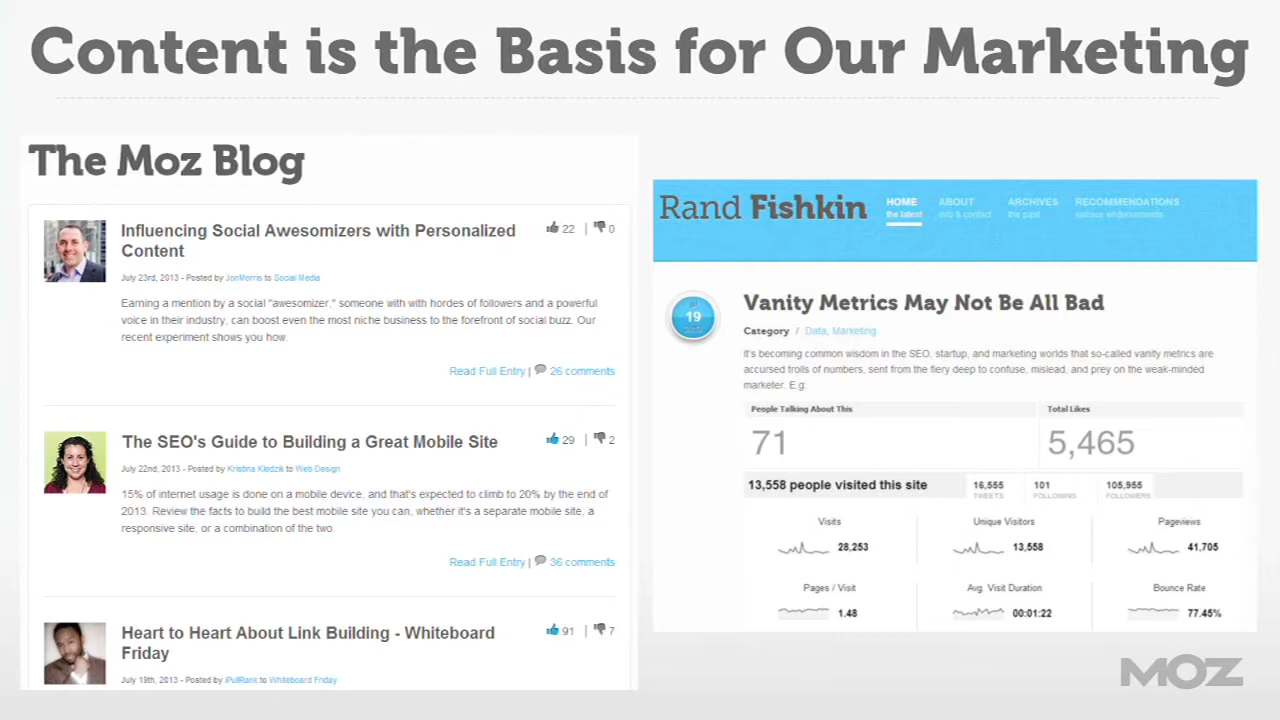 Content is the Basis for Our Marketing
The Moz Blog
Influencing Social Awesomizers with Personalized
Content
22 | 0
July 23rd, 2013 - Posted by JonMorris to Social Media
Earning a mention by a social "awesomizer," someone with with hordes of followers and a powerful
voice in their industry, can boost even the most niche business to the forefront of social buzz. Our
recent experiment shows you how.
Read Full Entry | 26 comments
The SEO's Guide to Building a Great Mobile Site
29 | 2
July 22nd, 2013 - Posted by Kristina Kledzik to Web Design
15% of internet usage is done on a mobile device, and that's expected to climb to 20% by the end of
2013. Review the facts to build the best mobile site you can, whether it's a separate mobile site, a
responsive site, or a combination of the two.
Read Full Entry | 36 comments
Heart to Heart About Link Building - Whiteboard
Friday
91 | 7
July 19th, 2013 - Posted by iPullRank to Whiteboard Friday
Rand Fishkin
HOME ABOUT ARCHIVES RECOMMENDATIONS
the latest info & contact the past various endorsements
19
Vanity Metrics May Not Be All Bad
Category / Data, Marketing
It's becoming common wisdom in the SEO, startup, and marketing worlds that so-called vanity metrics are
accursed trolls of numbers, sent from the fiery deep to confuse, mislead, and prey on the weak-minded
marketer. E.g:
People Talking About This Total Likes
71 5,465
13,558 people visited this site 16,555 101 105,955
TWEETS FOLLOWING FOLLOWERS
Visits Unique Visitors Pageviews
28,253 13,558 41,705
Pages / Visit Avg. Visit Duration Bounce Rate
1.48 00:01:22 77.45%
MOZ